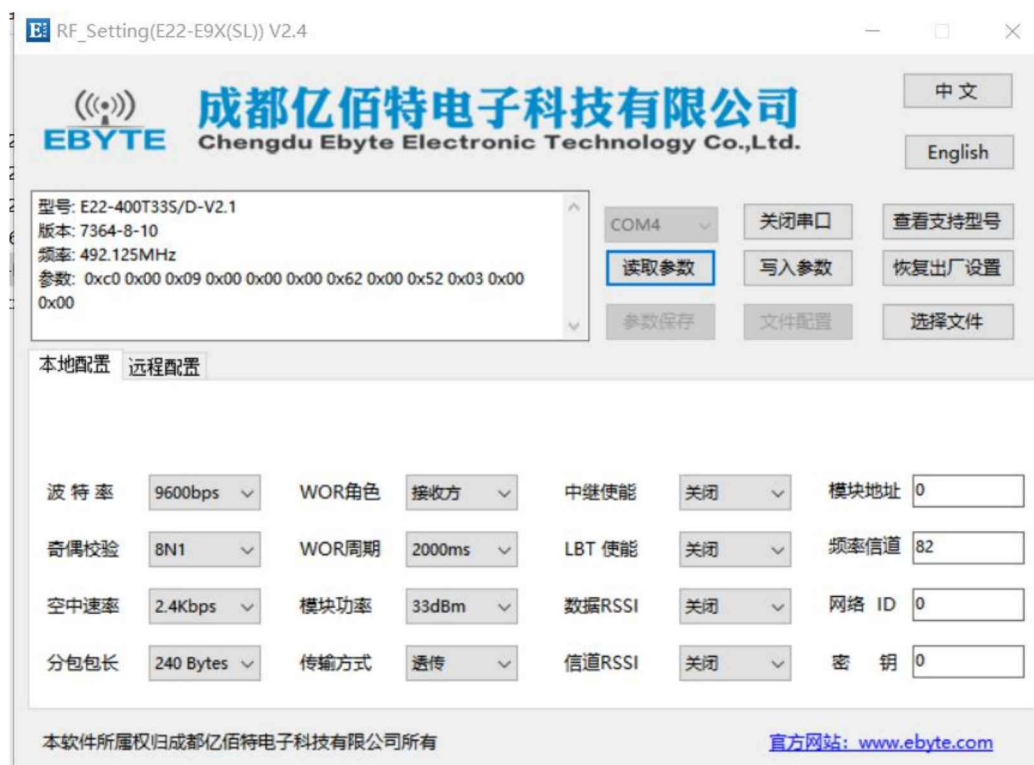 RF_Setting(E22-E9X(SL)) V2.4
EBYTE
成都亿佰特电子科技有限公司
Chengdu Ebyte Electronic Technology Co.,Ltd.
中 文
English
型号: E22-400T33S/D-V2.1
版本: 7364-8-10
频率: 492.125MHz
参数: 0xc0 0x00 0x09 0x00 0x00 0x00 0x62 0x00 0x52 0x03 0x00
0x00
COM4 关闭串口 查看支持型号
读取参数 写入参数 恢复出厂设置
参数保存 文件配置 选择文件
本地配置 远程配置
波 特 率 9600bps WOR角色 接收方 中继使能 关闭 模块地址 0
奇偶校验 8N1 WOR周期 2000ms LBT 使能 关闭 频率信道 82
空中速率 2.4Kbps 模块功率 33dBm 数据RSSI 关闭 网络 ID 0
分包包长 240 Bytes 传输方式 透传 信道RSSI 关闭 密 钥 0
本软件所属权归成都亿佰特电子科技有限公司所有 官方网站：www.ebyte.com